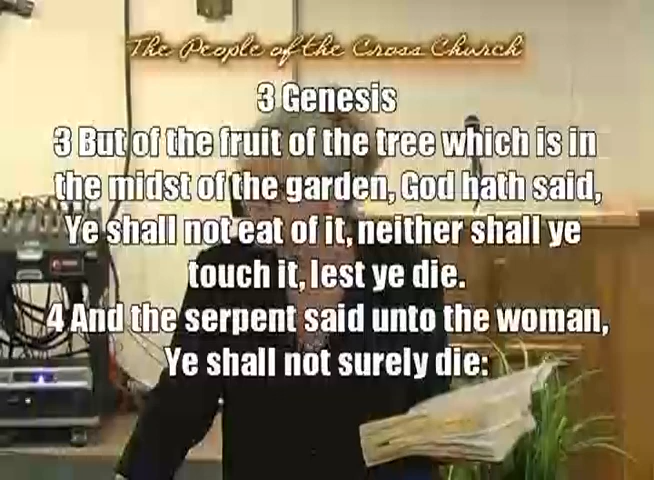 The People of the Cross Church
3 Genesis
3 But of the fruit of the tree which is in
the midst of the garden, God hath said,
Ye shall not eat of it, neither shall ye
touch it, lest ye die.
4 And the serpent said unto the woman,
Ye shall not surely die: